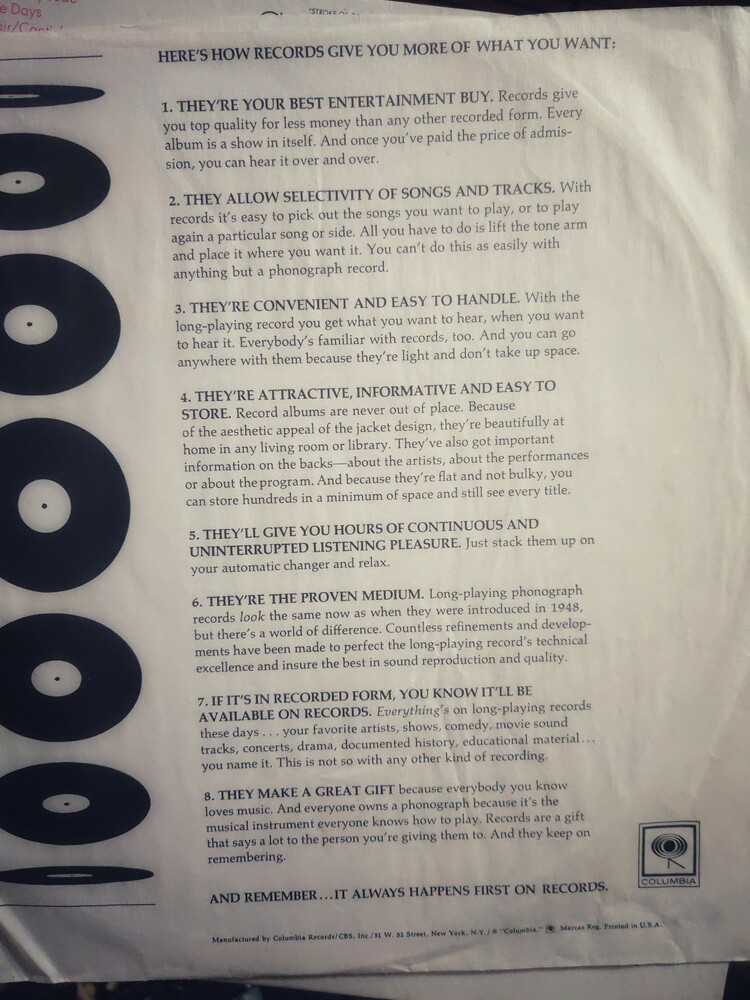 e Days
air/Can
"STROKE
HERE'S HOW RECORDS GIVE YOU MORE OF WHAT YOU WANT:
1. THEY'RE YOUR BEST ENTERTAINMENT BUY. Records give
you top quality for less money than any other recorded form. Every
album is a show in itself. And once you've paid the price of admis-
sion, you can hear it over and over.
2. THEY ALLOW SELECTIVITY OF SONGS AND TRACKS. With
records it's easy to pick out the songs you want to play, or to play
again a particular song or side. All you have to do is lift the tone arm
and place it where you want it. You can't do this as easily with
anything but a phonograph record.
3. THEY'RE CONVENIENT AND EASY TO HANDLE. With the
long-playing record you get what you want to hear, when you want
to hear it. Everybody's familiar with records, too. And you can go
anywhere with them because they're light and don't take up space.
4. THEY'RE ATTRACTIVE, INFORMATIVE AND EASY TO
STORE. Record albums are never out of place. Because
of the aesthetic appeal of the jacket design, they're beautifully at
home in any living room or library. They've also got important
information on the backs—about the artists, about the performances
or about the program. And because they're flat and not bulky, you
can store hundreds in a minimum of space and still see every title.
5. THEY'LL GIVE YOU HOURS OF CONTINUOUS AND
UNINTERRUPTED LISTENING PLEASURE. Just stack them up on
your automatic changer and relax.
6. THEY'RE THE PROVEN MEDIUM. Long-playing phonograph
records look the same now as when they were introduced in 1948,
but there's a world of difference. Countless refinements and develop-
ments have been made to perfect the long-playing record's technical
excellence and insure the best in sound reproduction and quality.
7. IF IT'S IN RECORDED FORM, YOU KNOW IT'LL BE
AVAILABLE ON RECORDS. Everything's on long-playing records
these days . . . your favorite artists, shows, comedy, movie sound
tracks, concerts, drama, documented history, educational material...
you name it. This is not so with any other kind of recording.
8. THEY MAKE A GREAT GIFT because everybody you know
loves music. And everyone owns a phonograph because it's the
musical instrument everyone knows how to play. Records are a gift
that says a lot to the person you're giving them to. And they keep on
remembering.
AND REMEMBER...IT ALWAYS HAPPENS FIRST ON RECORDS.
COLUMBIA
Manufactured by Columbia Records/CBS, Inc./51 W. 52 Street, New York, N.Y./® "Columbia," Marcas Reg. Printed in U.S.A.